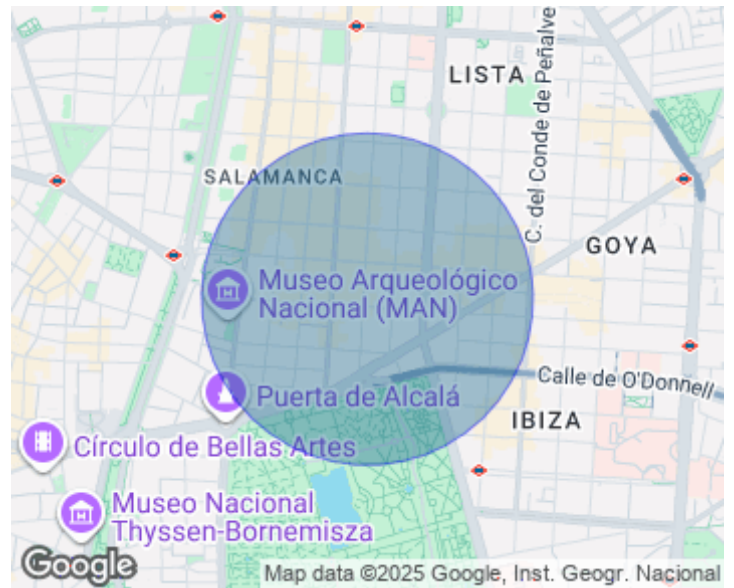 LISTA
C. del Conde de Peñalve
SALAMANCA
GOYA
Museo Arqueológico
Nacional (MAN)
Calle de O'Donnell
Puerta de Alcalá
IBIZA
Círculo de Bellas Artes
Museo Nacional
Thyssen-Bornemisza
Google
Map data ©2025 Google, Inst. Geogr. Nacional